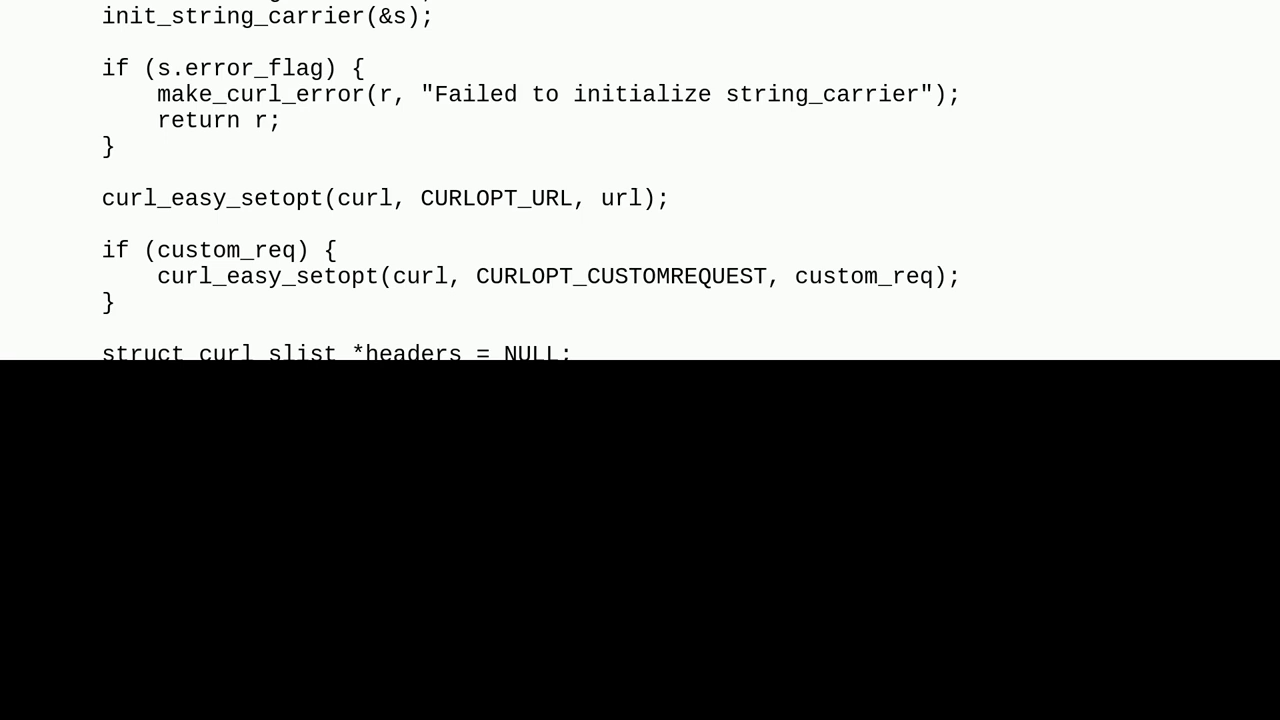 init_string_carrier(&s);
if (s.error_flag) {
make_curl_error(r, "Failed to initialize string_carrier");
return r;
}
curl_easy_setopt(curl, CURLOPT_URL, url);
if (custom_req) {
curl_easy_setopt(curl, CURLOPT_CUSTOMREQUEST, custom_req);
}
struct curl_slist *headers = NULL;